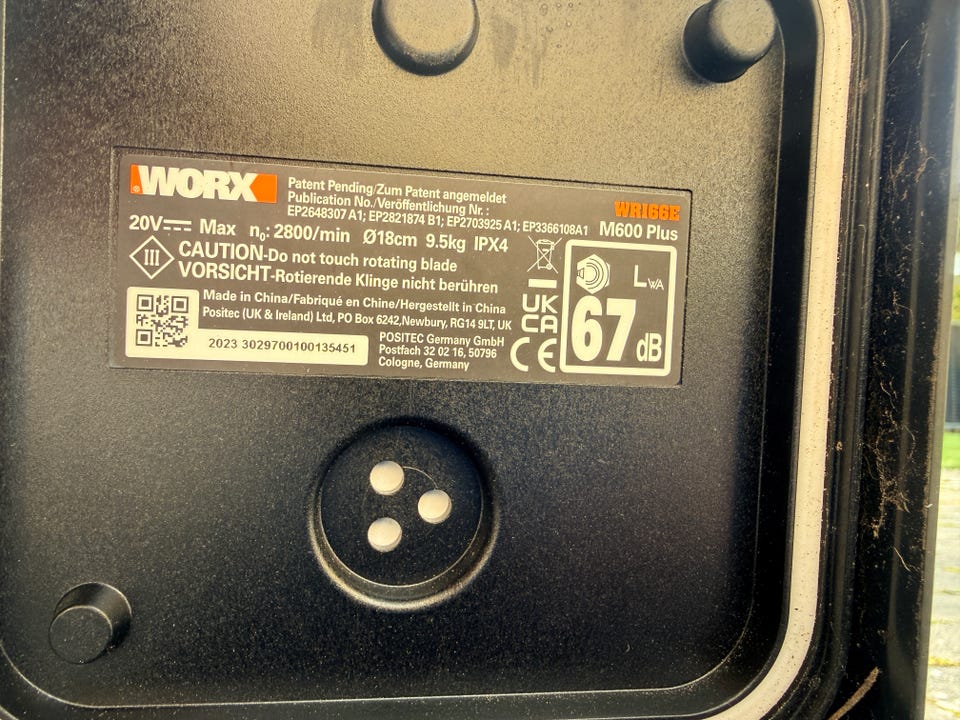 WORX
Patent Pending/Zum Patent angemeldet
Publication No./Veröffentlichung Nr.:
EP2648307 A1; EP2821874 B1; EP2703925 A1; EP3366108A1
WR166E
M600 Plus
20V Max n₀: 2800/min Ø18cm 9.5kg IPX4
III
CAUTION-Do not touch rotating blade
VORSICHT-Rotierende Klinge nicht berühren
Made in China/Fabriqué en Chine/Hergestellt in China
Positec (UK & Ireland) Ltd, PO Box 6242,Newbury, RG14 9LT, UK
2023 3029700100135451
POSITEC Germany GmbH
Postfach 32 02 16, 50796
Cologne, Germany
UK
CA
CE
LWA
67 dB